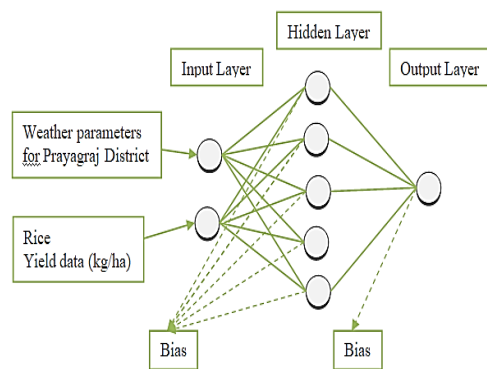 Hidden Layer
Input Layer
Output Layer
Weather parameters
for Prayagraj District
Rice
Yield data (kg/ha)
Bias
Bias